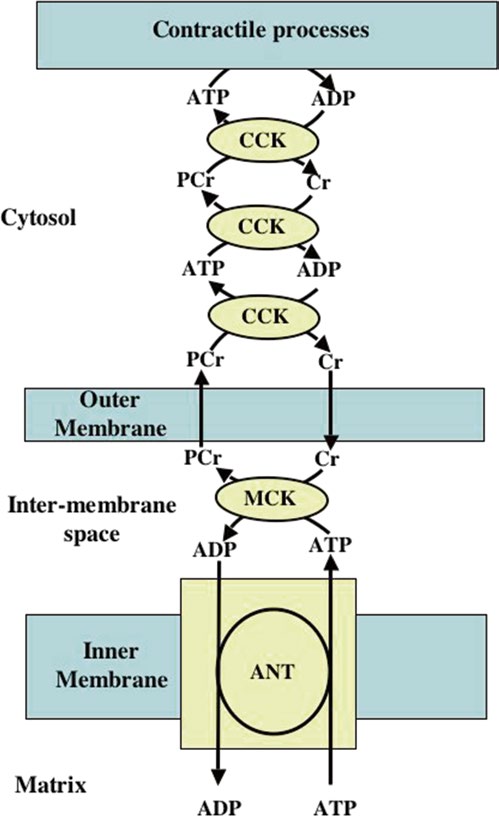 Contractile processes
ATP ADP
CCK
PCr Cr
Cytosol
CCK
ATP ADP
CCK
PCr Cr
Outer
Membrane
PCr Cr
MCK
Inter-membrane
space
ADP ATP
Inner
Membrane
ANT
Matrix
ADP ATP